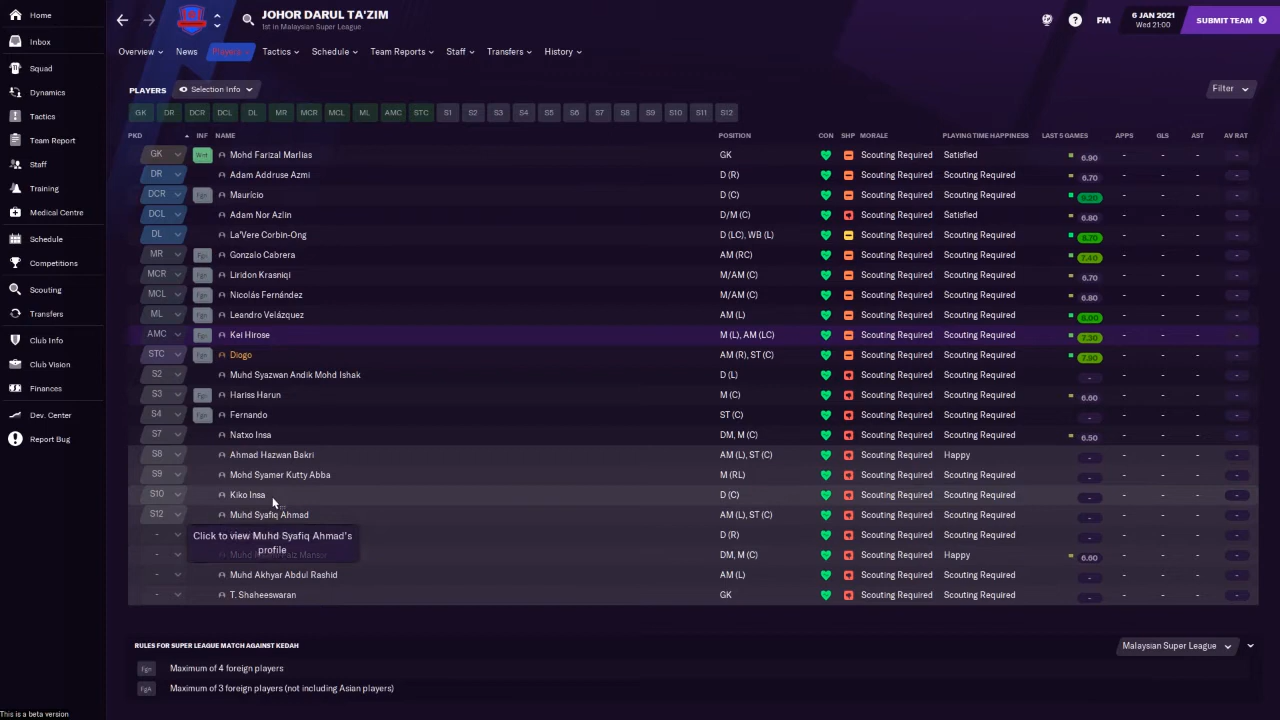 Home
JOHOR DARUL TA'ZIM
1st in Malaysian Super League
FM
6 JAN 2021
Wed 21:00
SUBMIT TEAM
Inbox
Overview News Players Tactics Schedule Team Reports Staff Transfers History
Squad
Dynamics
Tactics
Team Report
Staff
Training
Medical Centre
Schedule
Competitions
Scouting
Transfers
Club Info
Club Vision
Finances
Dev. Center
Report Bug
This is a beta version
PLAYERS Selection Info Filter
GK DR DCR DCL DL MR MCR MCL ML AMC STC S1 S2 S3 S4 S5 S6 S7 S8 S9 S10 S11 S12
PKD INF NAME POSITION CON SHP MORALE PLAYING TIME HAPPINESS LAST 5 GAMES APPS GLS AST AV RAT
GK Wnt Mohd Farizal Marlias GK Scouting Required Satisfied 6.90 - - - -
DR Adam Addruse Azmi D (R) Scouting Required Scouting Required 6.70 - - - -
DCR Fgn Maurício D (C) Scouting Required Scouting Required 9.20 - - - -
DCL Adam Nor Azlin D/M (C) Scouting Required Satisfied 6.80 - - - -
DL La'Vere Corbin-Ong D (LC), WB (L) Scouting Required Scouting Required 8.70 - - - -
MR Fgn Gonzalo Cabrera AM (RC) Scouting Required Scouting Required 7.40 - - - -
MCR Fgn Liridon Krasniqi M/AM (C) Scouting Required Scouting Required 6.70 - - - -
MCL Fgn Nicolás Fernández M/AM (C) Scouting Required Scouting Required 6.80 - - - -
ML Fgn Leandro Velázquez AM (L) Scouting Required Scouting Required 8.00 - - - -
AMC Fgn Kei Hirose M (L), AM (LC) Scouting Required Scouting Required 7.30 - - - -
STC Fgn Diogo AM (R), ST (C) Scouting Required Scouting Required 7.90 - - - -
S2 Muhd Syazwan Andik Mohd Ishak D (L) Scouting Required Scouting Required - - - - -
S3 Fgn Hariss Harun M (C) Scouting Required Scouting Required 6.60 - - - -
S4 Fgn Fernando ST (C) Scouting Required Scouting Required - - - - -
S7 Natxo Insa DM, M (C) Scouting Required Scouting Required 6.50 - - - -
S8 Ahmad Hazwan Bakri AM (L), ST (C) Scouting Required Happy - - - - -
S9 Mohd Syamer Kutty Abba M (RL) Scouting Required Scouting Required - - - - -
S10 Kiko Insa D (C) Scouting Required Scouting Required - - - - -
S12 Muhd Syafiq Ahmad AM (L), ST (C) Scouting Required Scouting Required - - - - -
- D (R) Scouting Required Scouting Required - - - - -
Click to view Muhd Syafiq Ahmad's
profile
- DM, M (C) Scouting Required Happy 6.60 - - - -
- Muhd Akhyar Abdul Rashid AM (L) Scouting Required Scouting Required - - - - -
- T. Shaheeswaran GK Scouting Required Scouting Required - - - - -
RULES FOR SUPER LEAGUE MATCH AGAINST KEDAH Malaysian Super League
Fgn Maximum of 4 foreign players
FgA Maximum of 3 foreign players (not including Asian players)